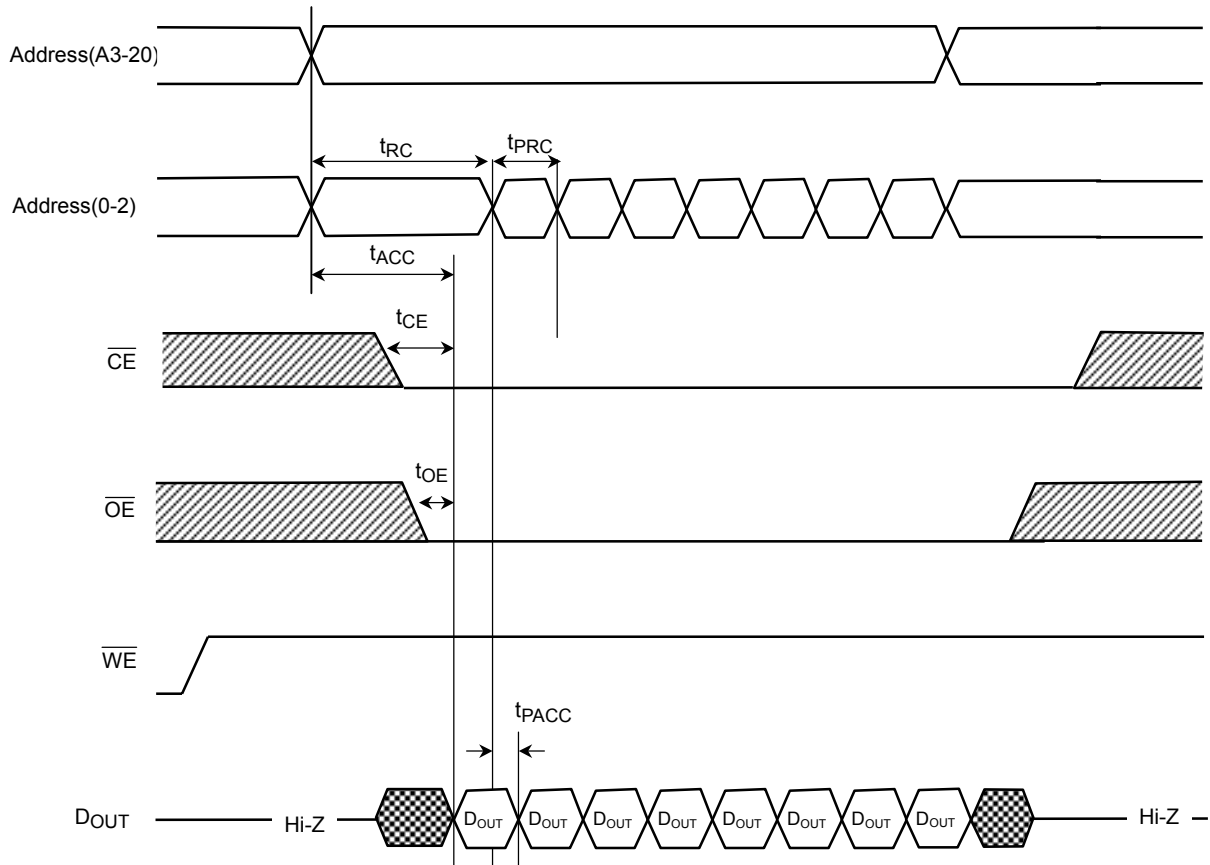 Address(A3-20)
tRC
tPRC
Address(0-2)
tACC
tCE
CE
tOE
OE
WE
tPACC
DOUT
Hi-Z
DOUT
DOUT
DOUT
DOUT
DOUT
DOUT
DOUT
DOUT
Hi-Z